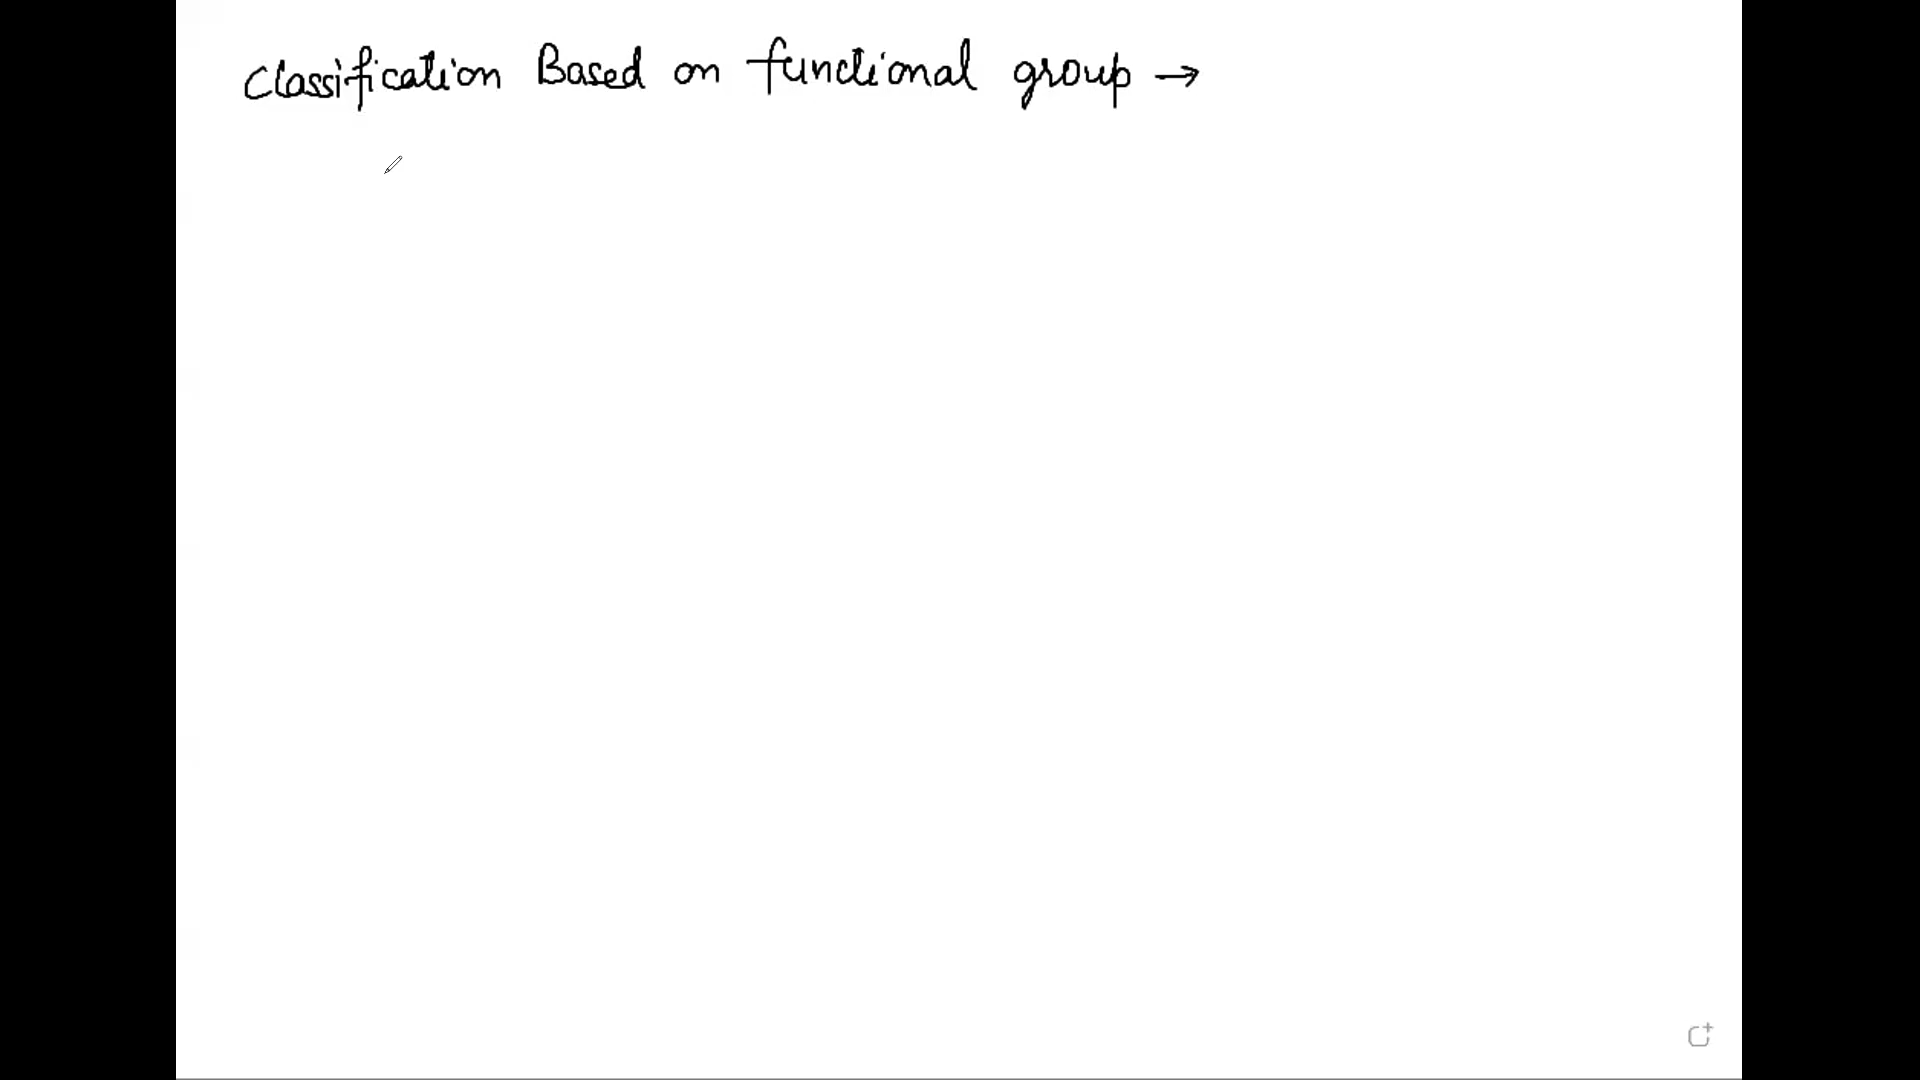 Classification Based on functional group →